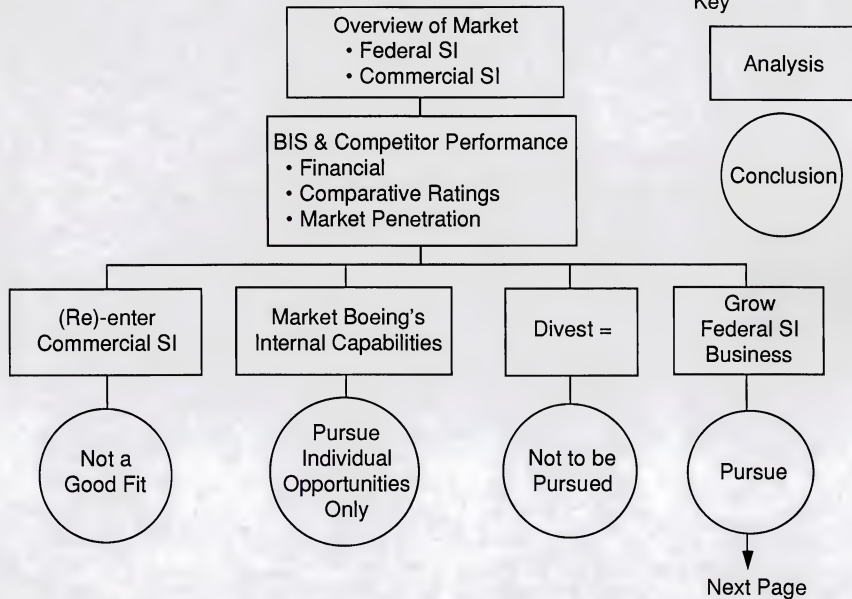 Key
Overview of Market
• Federal SI
• Commercial SI
Analysis
BIS & Competitor Performance
• Financial
• Comparative Ratings
• Market Penetration
Conclusion
(Re)-enter
Commercial SI
Market Boeing's
Internal Capabilities
Divest =
Grow
Federal SI
Business
Not a
Good Fit
Pursue
Individual
Opportunities
Only
Not to be
Pursued
Pursue
Next Page